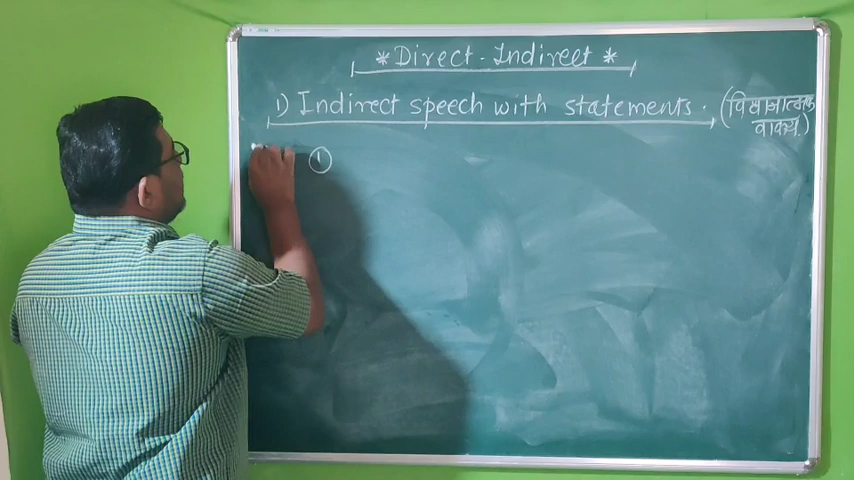 * Direct - Indirect *
1) Indirect speech with statements. (विधानात्मक
वाक्य.)
①